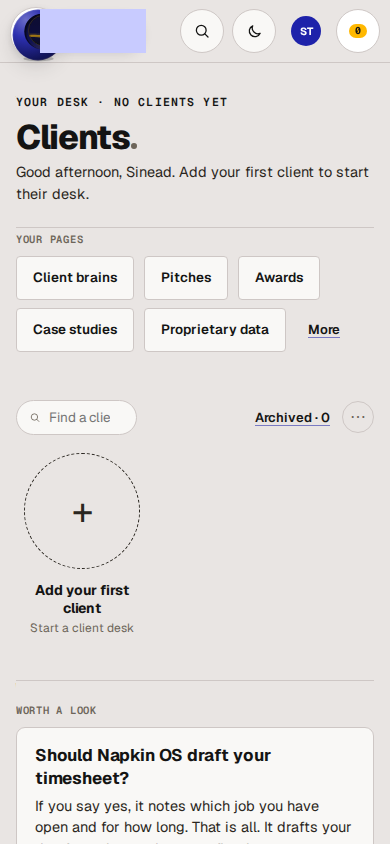 ST
0
YOUR DESK · NO CLIENTS YET
Clients.
Good afternoon, Sinead. Add your first client to start
their desk.
YOUR PAGES
Client brains
Pitches
Awards
Case studies
Proprietary data
More
Find a clie
Archived · 0
Add your first
client
Start a client desk
WORTH A LOOK
Should Napkin OS draft your
timesheet?
If you say yes, it notes which job you have
open and for how long. That is all. It drafts your